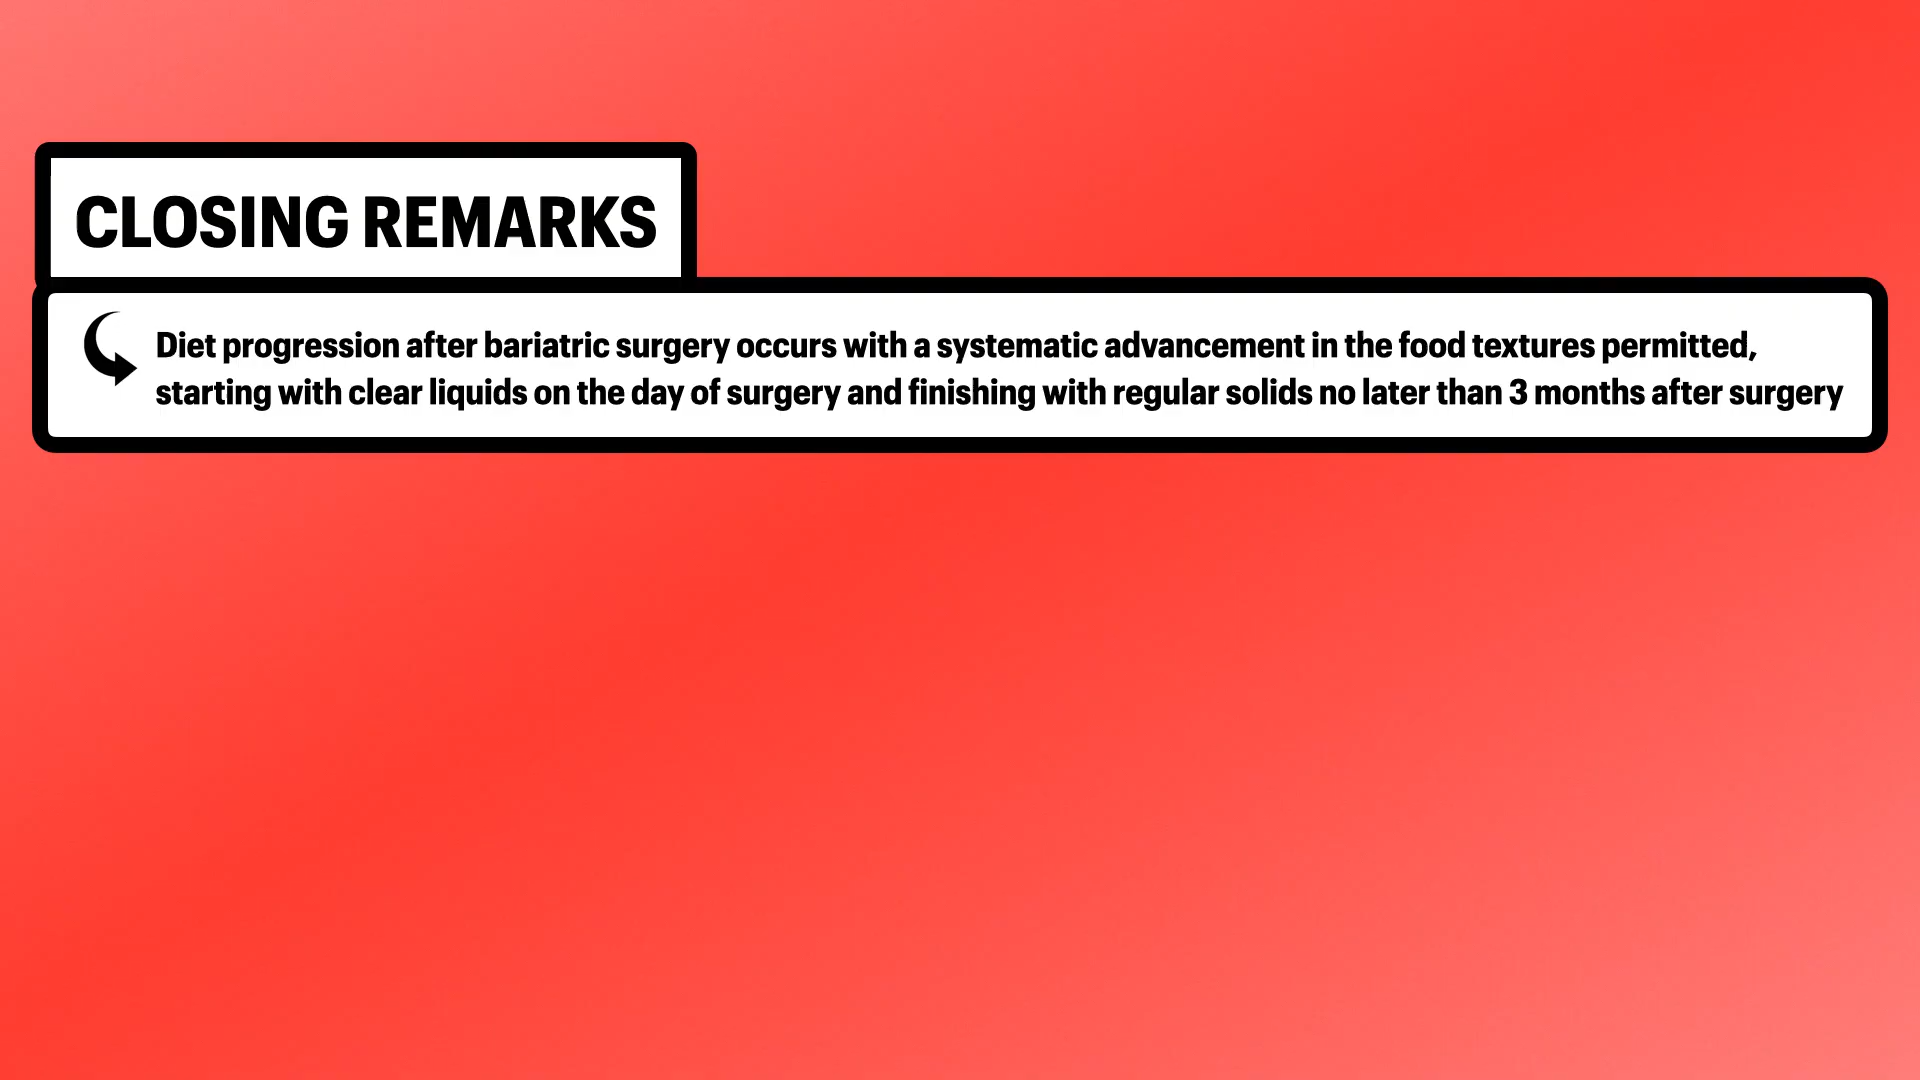 CLOSING REMARKS
Diet progression after bariatric surgery occurs with a systematic advancement in the food textures permitted,
starting with clear liquids on the day of surgery and finishing with regular solids no later than 3 months after surgery